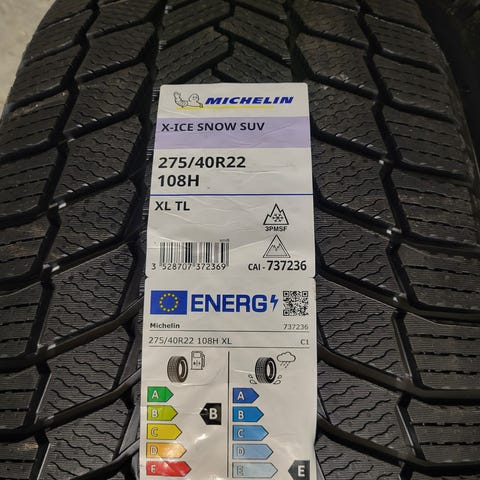 MICHELIN
X-ICE SNOW SUV
275/40R22
108H
XL TL
3PMSF
3 528707 372369
CAI - 737236
ENERG
Michelin 737236
275/40R22 108H XL C1
A A
B B
B
C C
D D
E E
E